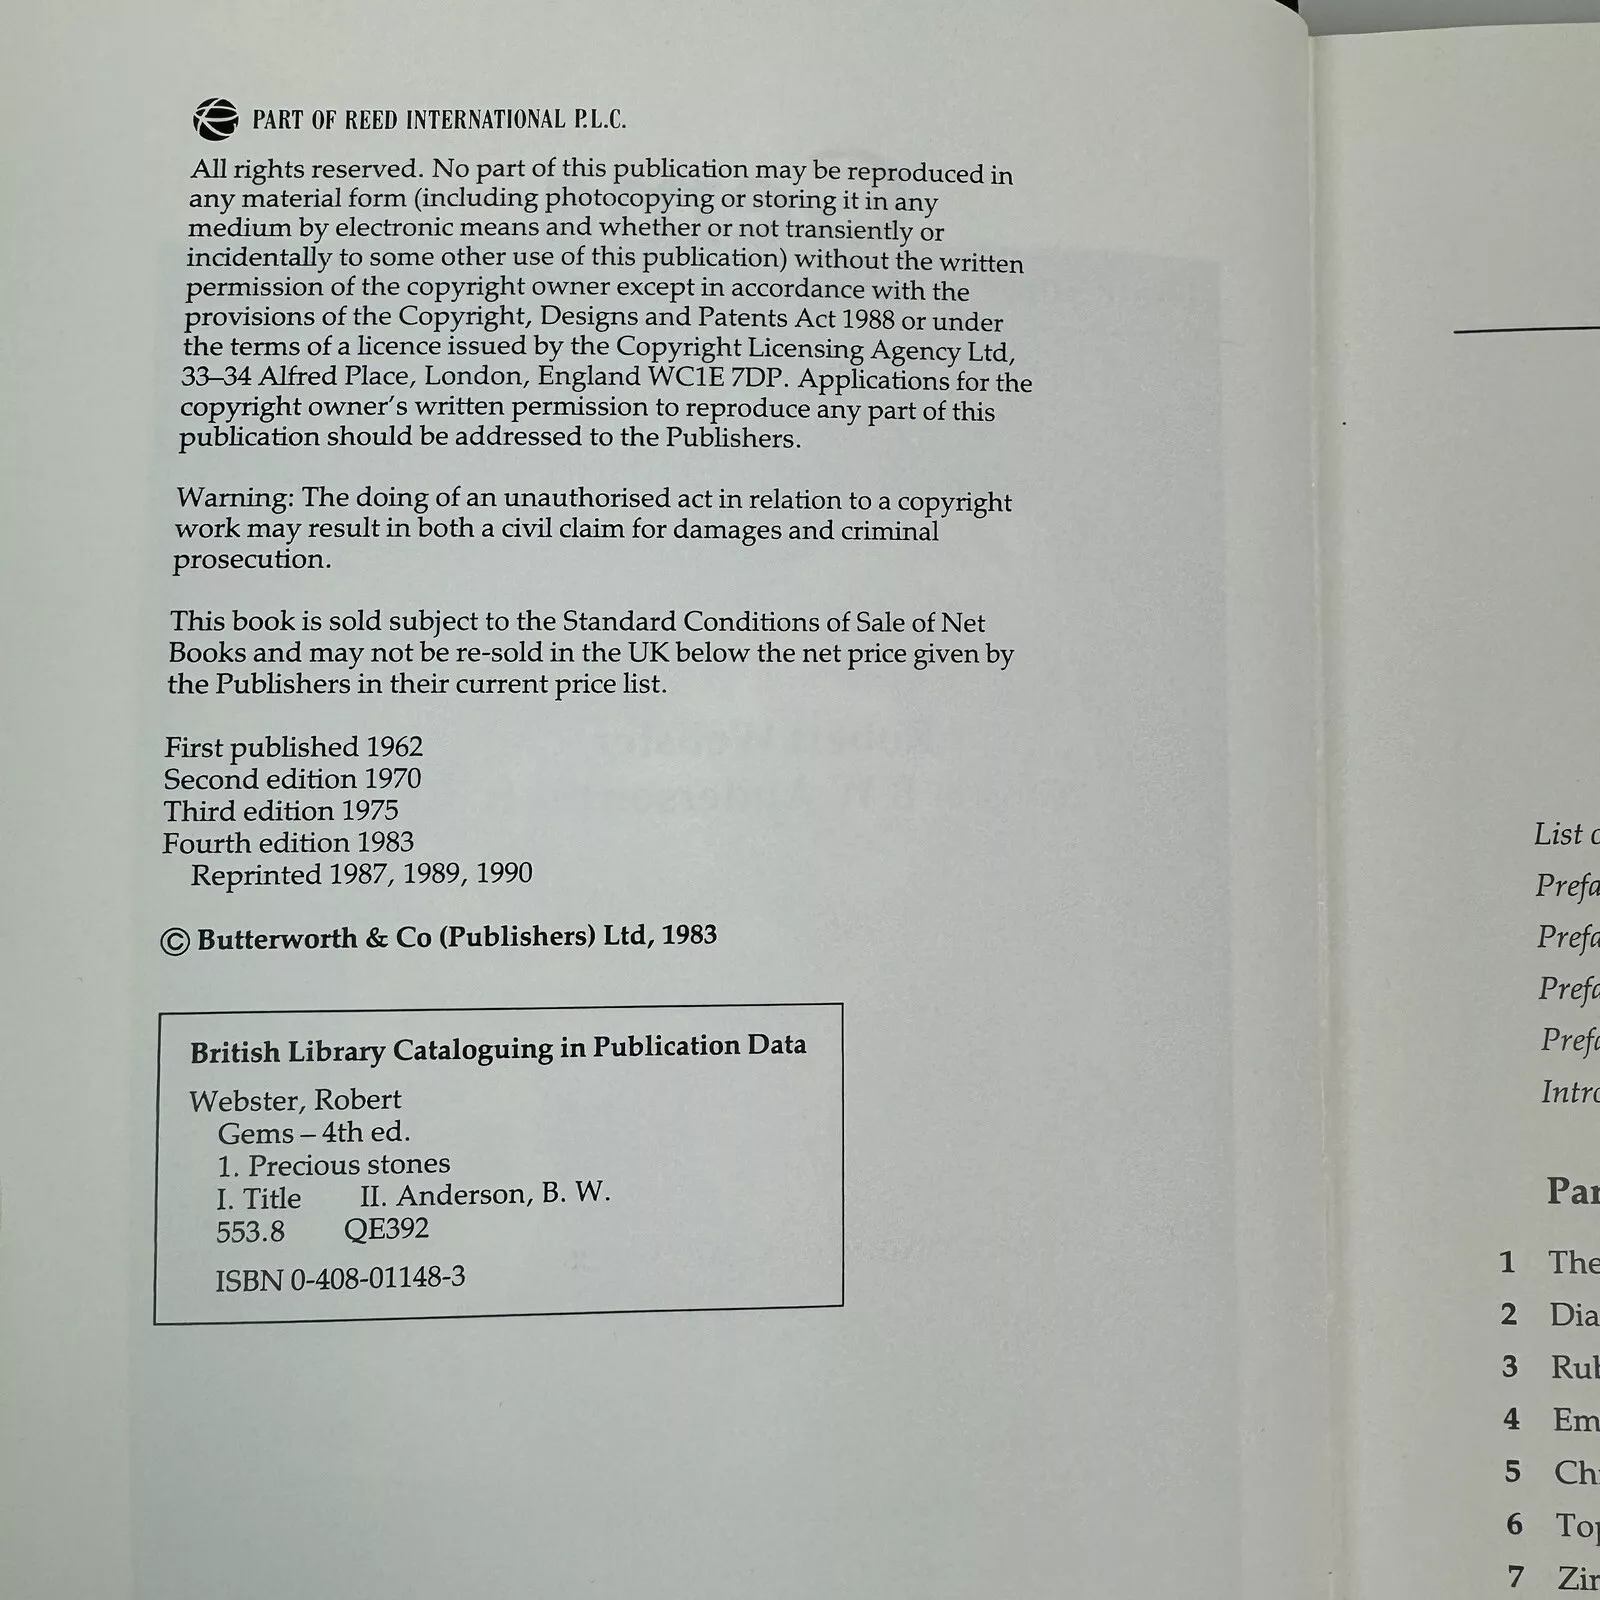 PART OF REED INTERNATIONAL P.L.C.
All rights reserved. No part of this publication may be reproduced in
any material form (including photocopying or storing it in any
medium by electronic means and whether or not transiently or
incidentally to some other use of this publication) without the written
permission of the copyright owner except in accordance with the
provisions of the Copyright, Designs and Patents Act 1988 or under
the terms of a licence issued by the Copyright Licensing Agency Ltd,
33–34 Alfred Place, London, England WC1E 7DP. Applications for the
copyright owner's written permission to reproduce any part of this
publication should be addressed to the Publishers.
Warning: The doing of an unauthorised act in relation to a copyright
work may result in both a civil claim for damages and criminal
prosecution.
This book is sold subject to the Standard Conditions of Sale of Net
Books and may not be re-sold in the UK below the net price given by
the Publishers in their current price list.
First published 1962
Second edition 1970
Third edition 1975
Fourth edition 1983
Reprinted 1987, 1989, 1990
© Butterworth & Co (Publishers) Ltd, 1983
British Library Cataloguing in Publication Data
Webster, Robert
Gems – 4th ed.
1. Precious stones
I. Title II. Anderson, B. W.
553.8 QE392
ISBN 0-408-01148-3
List
1 The
2
3
4
5
6
7